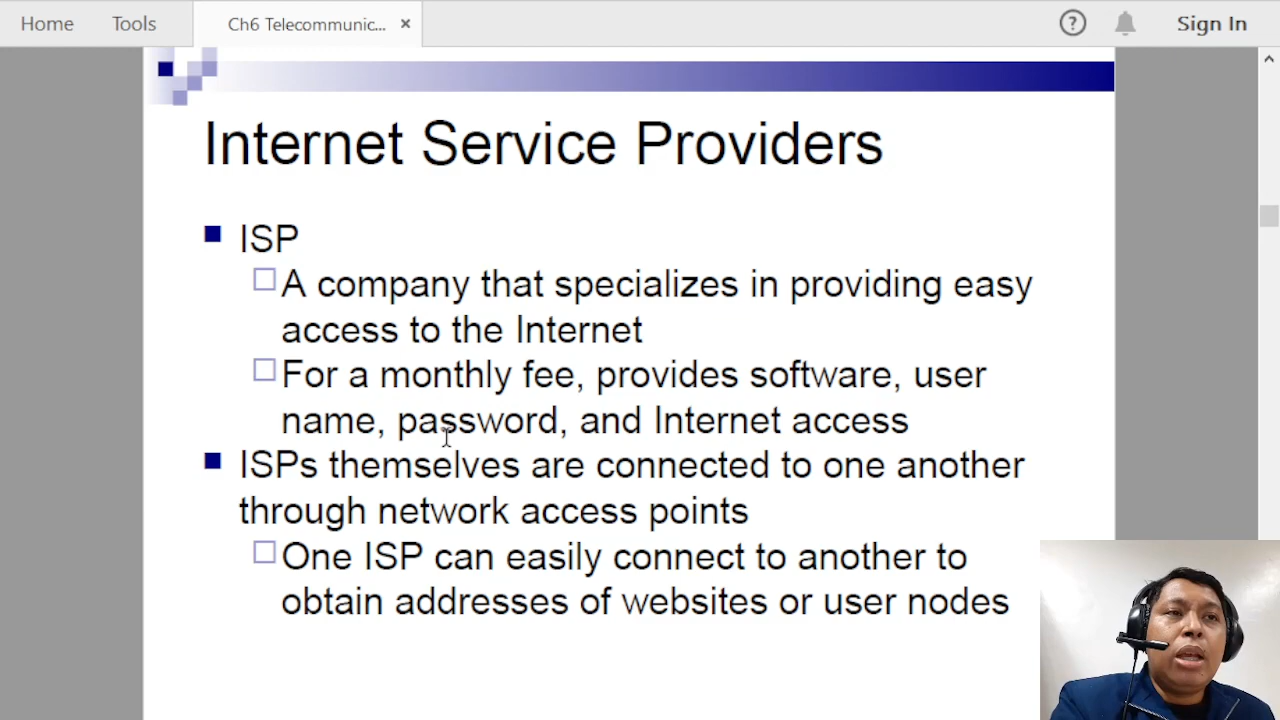 Home Tools Ch6 Telecommunic... × ? Sign In
Internet Service Providers
ISP
A company that specializes in providing easy
access to the Internet
For a monthly fee, provides software, user
name, password, and Internet access
ISPs themselves are connected to one another
through network access points
One ISP can easily connect to another to
obtain addresses of websites or user nodes